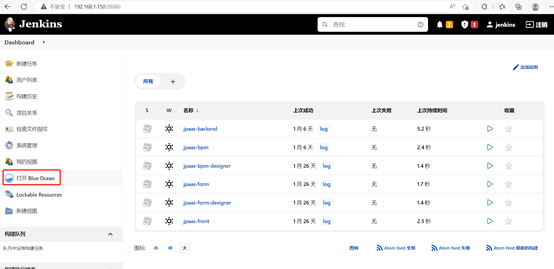 不安全 | 192.168.1.150:28080
Jenkins
查找
2
1
jenkins
注销
Dashboard
新建任务
用户列表
构建历史
项目关系
检查文件指纹
系统管理
我的视图
打开 Blue Ocean
Lockable Resources
新建视图
构建队列
队列中没有构建任务
添加说明
所有 +
S W 名称 ↓ 上次成功 上次失败 上次持续时间 收藏
jpaas-backend 1 月 6 天 log 无 5.2 秒
jpaas-bpm 1 月 6 天 log 无 2.4 秒
jpaas-bpm-designer 1 月 26 天 log 无 1.4 秒
jpaas-form 1 月 26 天 log 无 1.7 秒
jpaas-form-designer 1 月 26 天 log 无 1.4 秒
jpaas-front 1 月 26 天 log 无 2.5 秒
图标: 小 中 大
图例
Atom feed 全部
Atom feed 失败
Atom feed 最新的构建